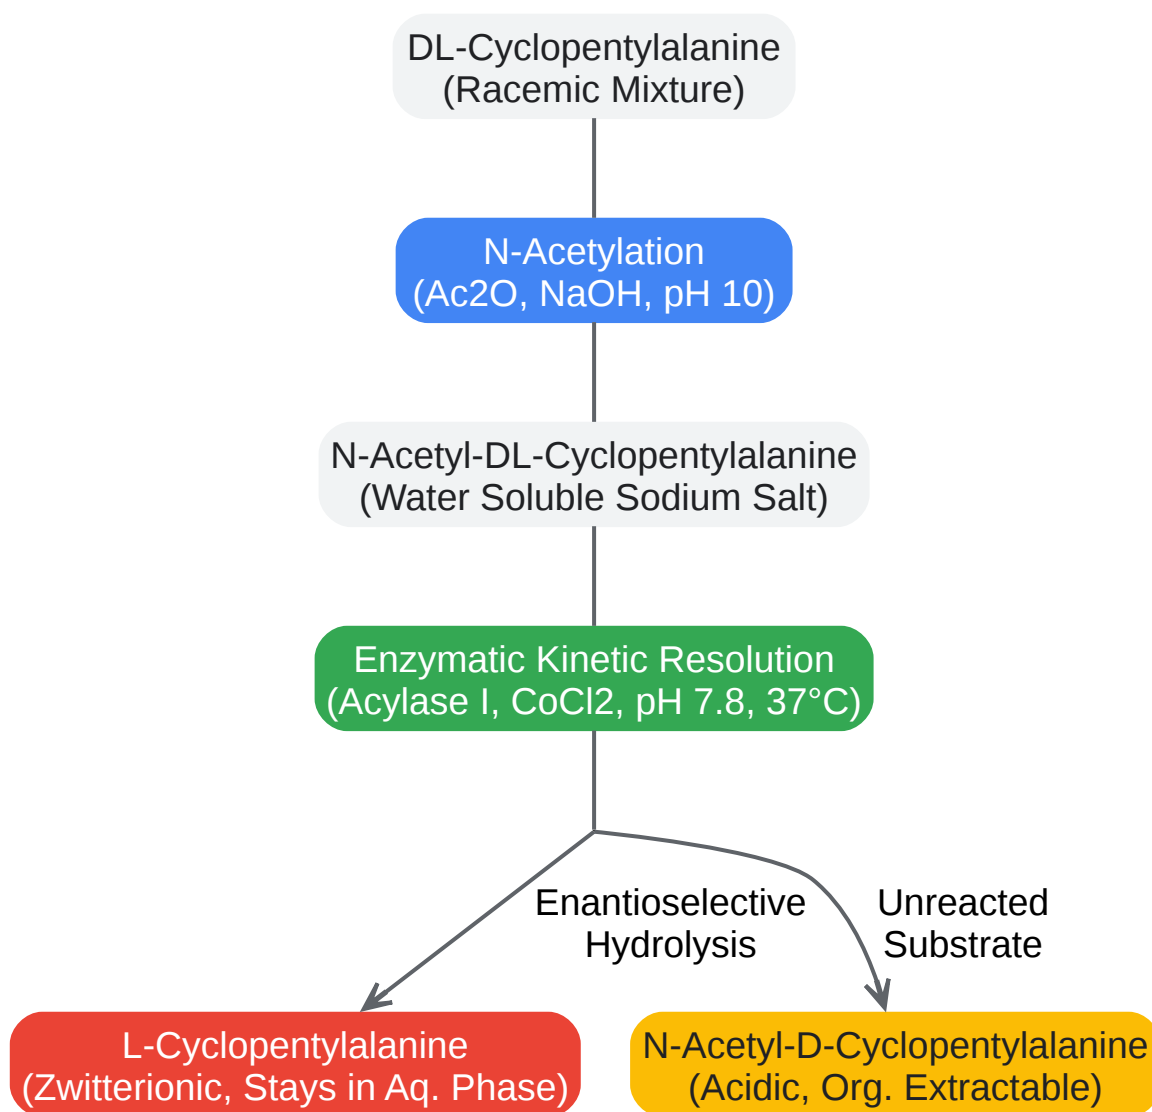 DL-Cyclopentylalanine
(Racemic Mixture)
N-Acetylation
(Ac2O, NaOH, pH 10)
N-Acetyl-DL-Cyclopentylalanine
(Water Soluble Sodium Salt)
Enzymatic Kinetic Resolution
(Acylase I, CoCl2, pH 7.8, 37°C)
Enantioselective
Hydrolysis
Unreacted
Substrate
L-Cyclopentylalanine
(Zwitterionic, Stays in Aq. Phase)
N-Acetyl-D-Cyclopentylalanine
(Acidic, Org. Extractable)